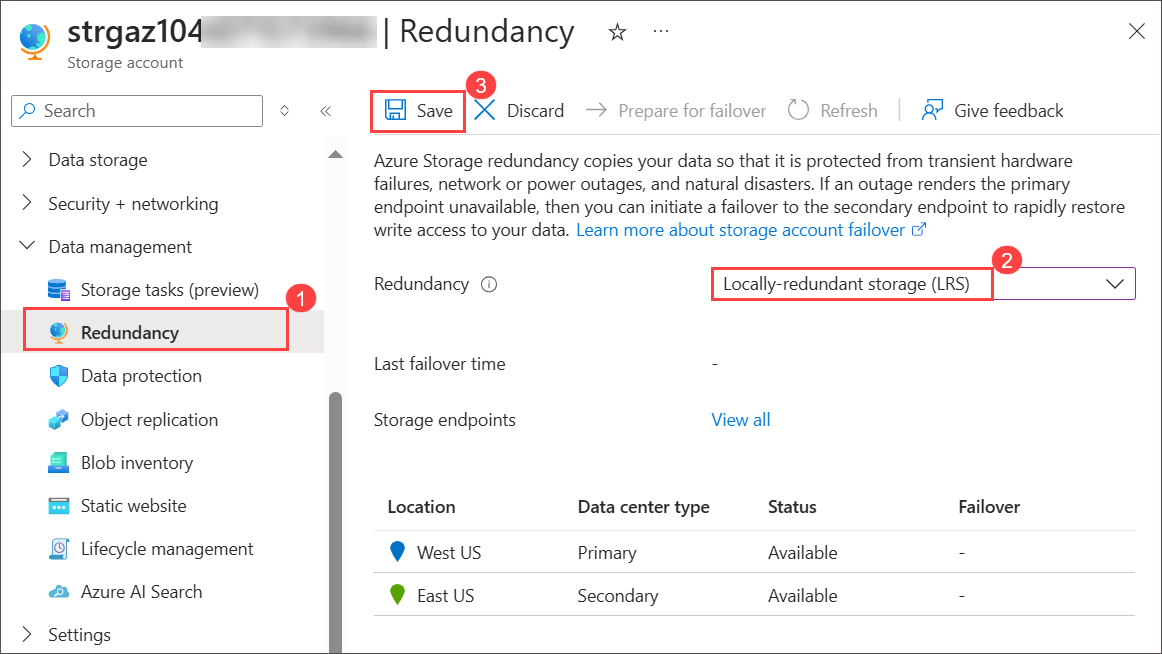 strgaz104 | Redundancy
Storage account
Search
Data storage
Security + networking
Data management
Storage tasks (preview)
1
Redundancy
Data protection
Object replication
Blob inventory
Static website
Lifecycle management
Azure AI Search
Settings
3
Save Discard Prepare for failover Refresh Give feedback
Azure Storage redundancy copies your data so that it is protected from transient hardware
failures, network or power outages, and natural disasters. If an outage renders the primary
endpoint unavailable, then you can initiate a failover to the secondary endpoint to rapidly restore
write access to your data. Learn more about storage account failover
2
Redundancy Locally-redundant storage (LRS)
Last failover time -
Storage endpoints View all
Location Data center type Status Failover
West US Primary Available -
East US Secondary Available -